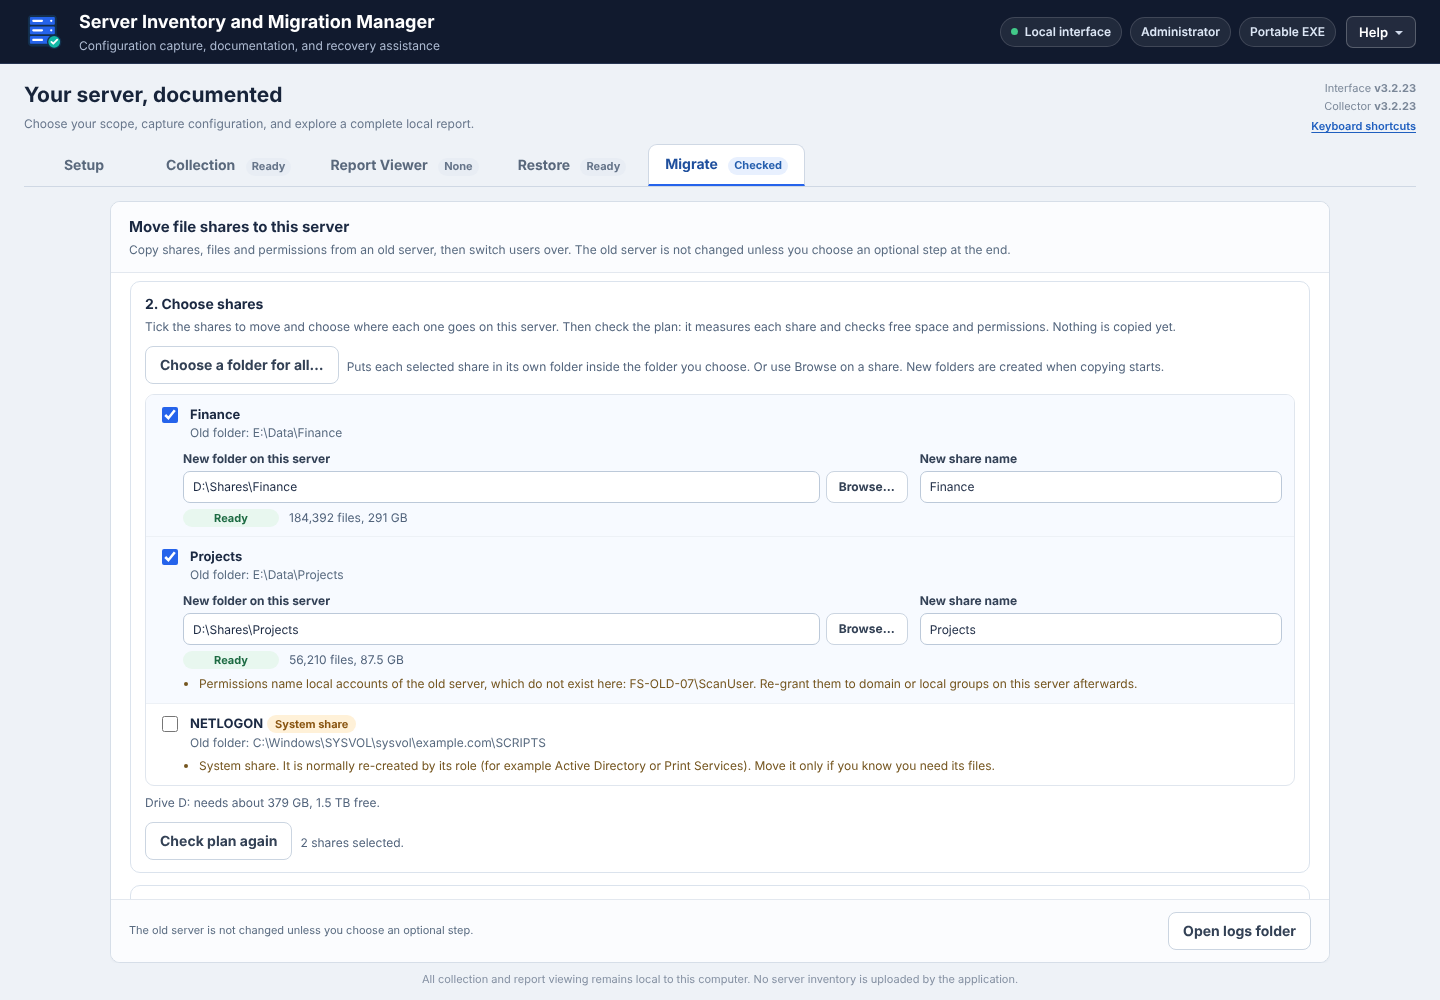 Server Inventory and Migration Manager
Configuration capture, documentation, and recovery assistance
Local interface
Administrator
Portable EXE
Help
Your server, documented
Choose your scope, capture configuration, and explore a complete local report.
Interface v3.2.23
Collector v3.2.23
Keyboard shortcuts
Setup
Collection Ready
Report Viewer None
Restore Ready
Migrate Checked
Move file shares to this server
Copy shares, files and permissions from an old server, then switch users over. The old server is not changed unless you choose an optional step at the end.
2. Choose shares
Tick the shares to move and choose where each one goes on this server. Then check the plan: it measures each share and checks free space and permissions. Nothing is copied yet.
Choose a folder for all...
Puts each selected share in its own folder inside the folder you choose. Or use Browse on a share. New folders are created when copying starts.
Finance
Old folder: E:\Data\Finance
New folder on this server
New share name
D:\Shares\Finance
Browse...
Finance
Ready
184,392 files, 291 GB
Projects
Old folder: E:\Data\Projects
New folder on this server
New share name
D:\Shares\Projects
Browse...
Projects
Ready
56,210 files, 87.5 GB
• Permissions name local accounts of the old server, which do not exist here: FS-OLD-07\ScanUser. Re-grant them to domain or local groups on this server afterwards.
NETLOGON System share
Old folder: C:\Windows\SYSVOL\sysvol\example.com\SCRIPTS
• System share. It is normally re-created by its role (for example Active Directory or Print Services). Move it only if you know you need its files.
Drive D: needs about 379 GB, 1.5 TB free.
Check plan again
2 shares selected.
The old server is not changed unless you choose an optional step.
Open logs folder
All collection and report viewing remains local to this computer. No server inventory is uploaded by the application.